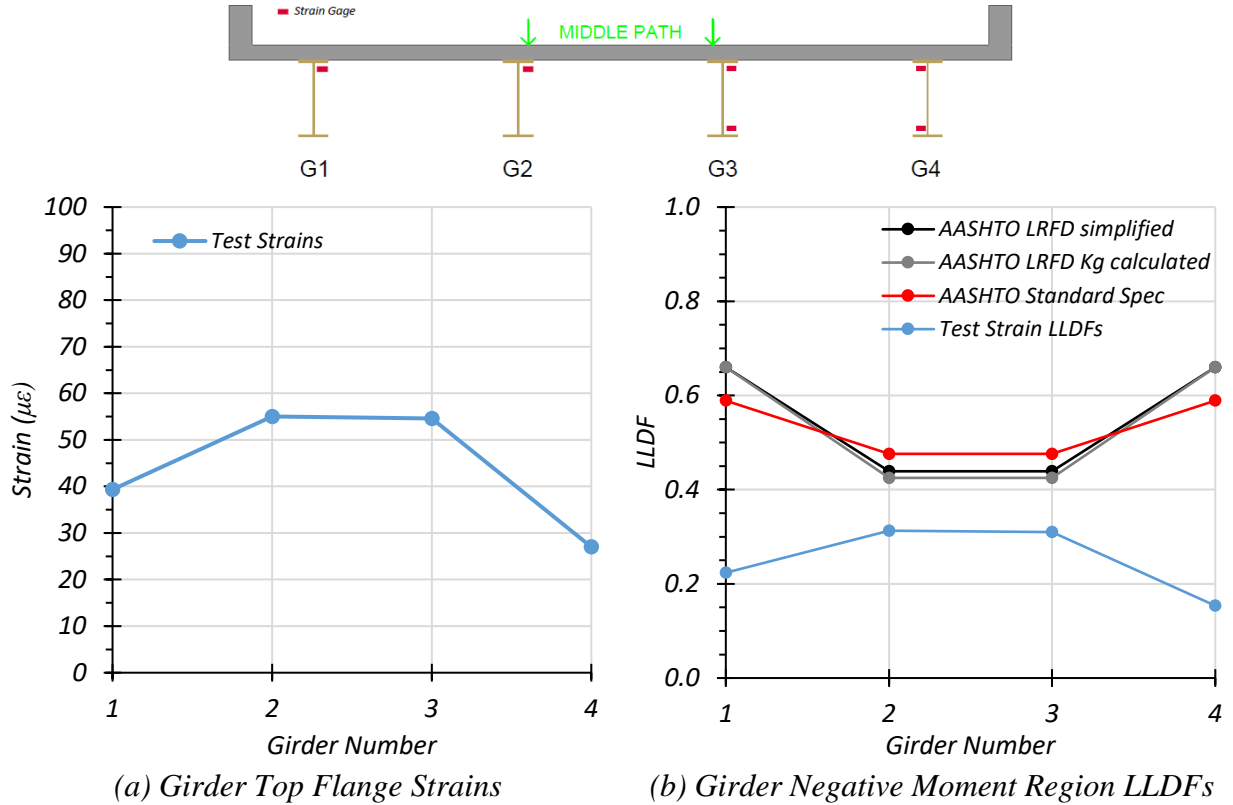 Strain Gage
MIDDLE PATH
G1 G2 G3 G4
100
90
80
70
60
50
40
30
20
10
0
Strain (με)
Test Strains
1 2 3 4
Girder Number
(a) Girder Top Flange Strains
1.0
0.8
0.6
0.4
0.2
0.0
LLDF
AASHTO LRFD simplified
AASHTO LRFD Kg calculated
AASHTO Standard Spec
Test Strain LLDFs
1 2 3 4
Girder Number
(b) Girder Negative Moment Region LLDFs